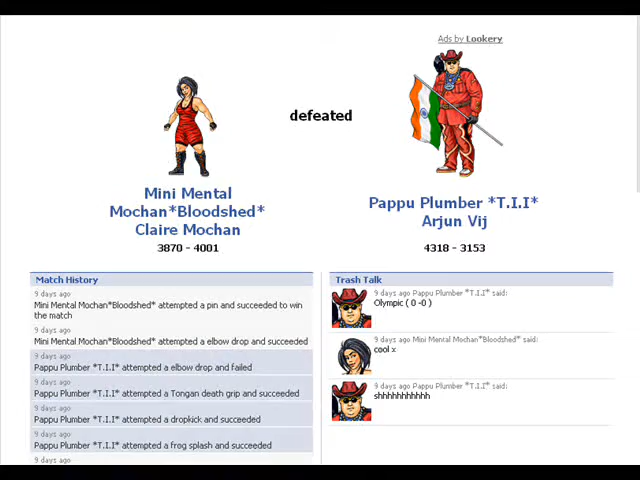 Ads by Lookery
defeated
Mini Mental
Mochan*Bloodshed*
Claire Mochan
3870 - 4001
Pappu Plumber *T.I.I*
Arjun Vij
4318 - 3153
Match History
9 days ago
Mini Mental Mochan*Bloodshed* attempted a pin and succeeded to win
the match
9 days ago
Mini Mental Mochan*Bloodshed* attempted a elbow drop and succeeded
9 days ago
Pappu Plumber *T.I.I* attempted a elbow drop and failed
9 days ago
Pappu Plumber *T.I.I* attempted a Tongan death grip and succeeded
9 days ago
Pappu Plumber *T.I.I* attempted a dropkick and succeeded
9 days ago
Pappu Plumber *T.I.I* attempted a frog splash and succeeded
9 days ago
Trash Talk
9 days ago Pappu Plumber *T.I.I* said:
Olympic ( 0 -0 )
9 days ago Mini Mental Mochan*Bloodshed* said:
cool x
9 days ago Pappu Plumber *T.I.I* said:
shhhhhhhhhhh